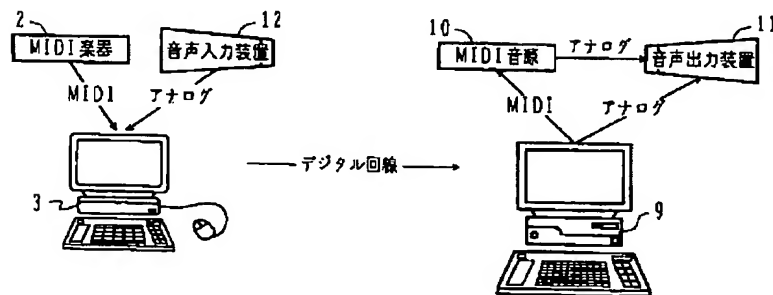 2
MIDI楽器
12
音声入力装置
MIDI
アナログ
3
デジタル回線
10
MIDI音源
アナログ
11
音声出力装置
MIDI
アナログ
9